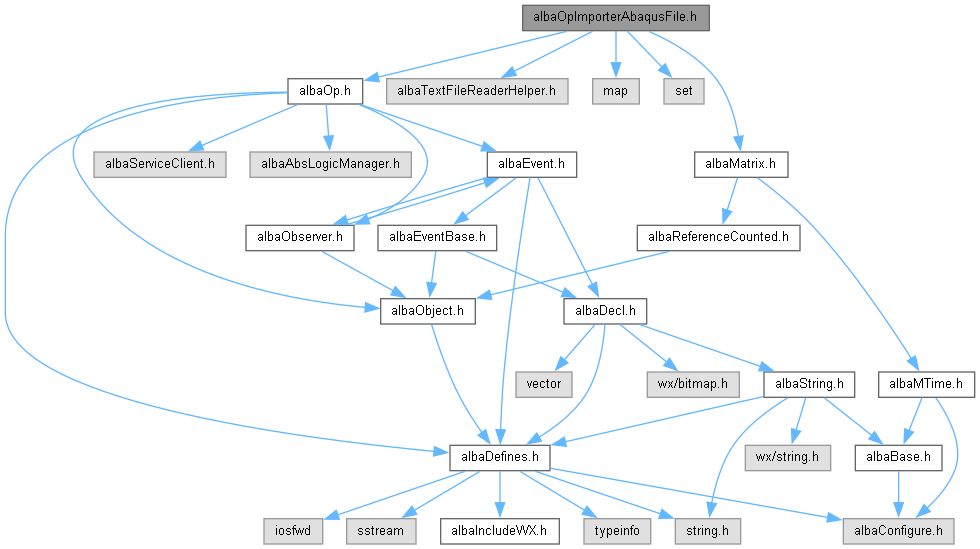 albaOpImporterAbaqusFile.h
albaOp.h
albaTextFileReaderHelper.h
map
set
albaServiceClient.h
albaAbsLogicManager.h
albaEvent.h
albaMatrix.h
albaObserver.h
albaEventBase.h
albaReferenceCounted.h
albaObject.h
albaDecl.h
vector
wx/bitmap.h
albaString.h
albaMTime.h
albaDefines.h
wx/string.h
albaBase.h
iosfwd
sstream
albaIncludeWX.h
typeinfo
string.h
albaConfigure.h